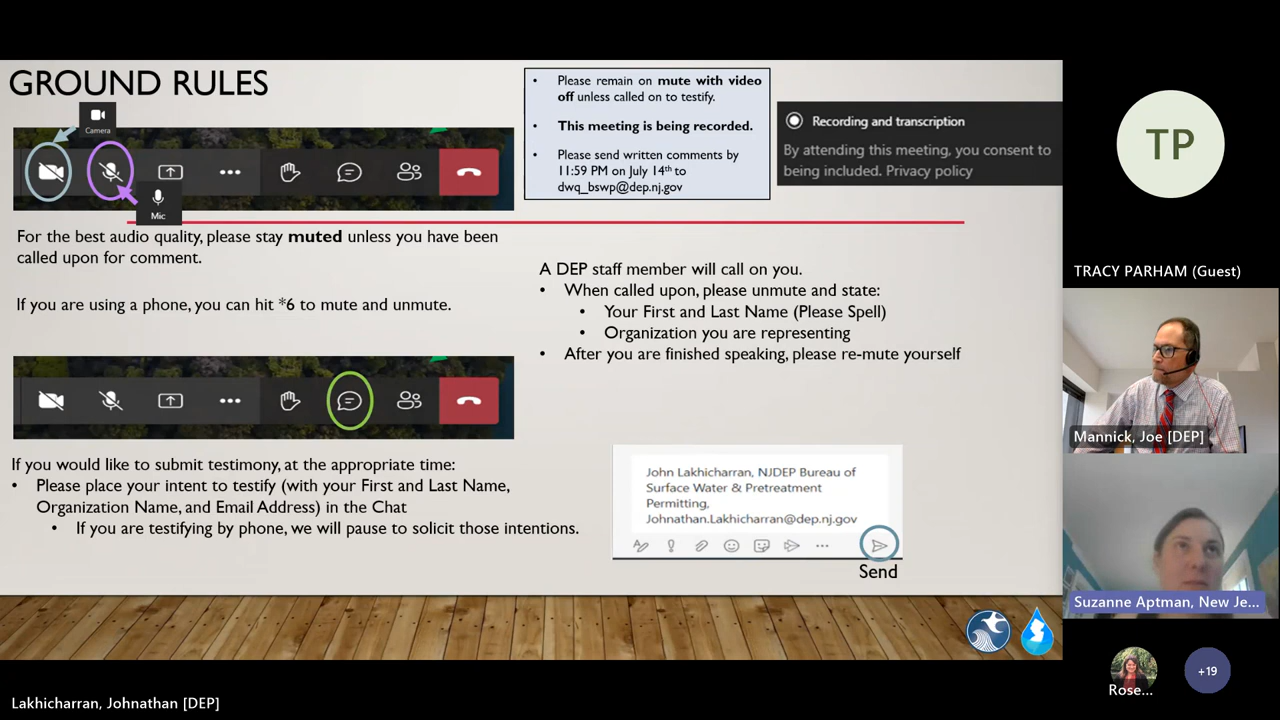 GROUND RULES
Camera
Mic
• Please remain on mute with video
off unless called on to testify.
• This meeting is being recorded.
• Please send written comments by
11:59 PM on July 14th to
dwq_bswp@dep.nj.gov
Recording and transcription
By attending this meeting, you consent to
being included. Privacy policy
For the best audio quality, please stay muted unless you have been
called upon for comment.
If you are using a phone, you can hit *6 to mute and unmute.
A DEP staff member will call on you.
• When called upon, please unmute and state:
• Your First and Last Name (Please Spell)
• Organization you are representing
• After you are finished speaking, please re-mute yourself
If you would like to submit testimony, at the appropriate time:
• Please place your intent to testify (with your First and Last Name,
Organization Name, and Email Address) in the Chat
• If you are testifying by phone, we will pause to solicit those intentions.
John Lakhicharran, NJDEP Bureau of
Surface Water & Pretreatment
Permitting,
Johnathan.Lakhicharran@dep.nj.gov
Send
TP
TRACY PARHAM (Guest)
Mannick, Joe [DEP]
Suzanne Aptman, New Je...
Rose...
+19
Lakhicharran, Johnathan [DEP]